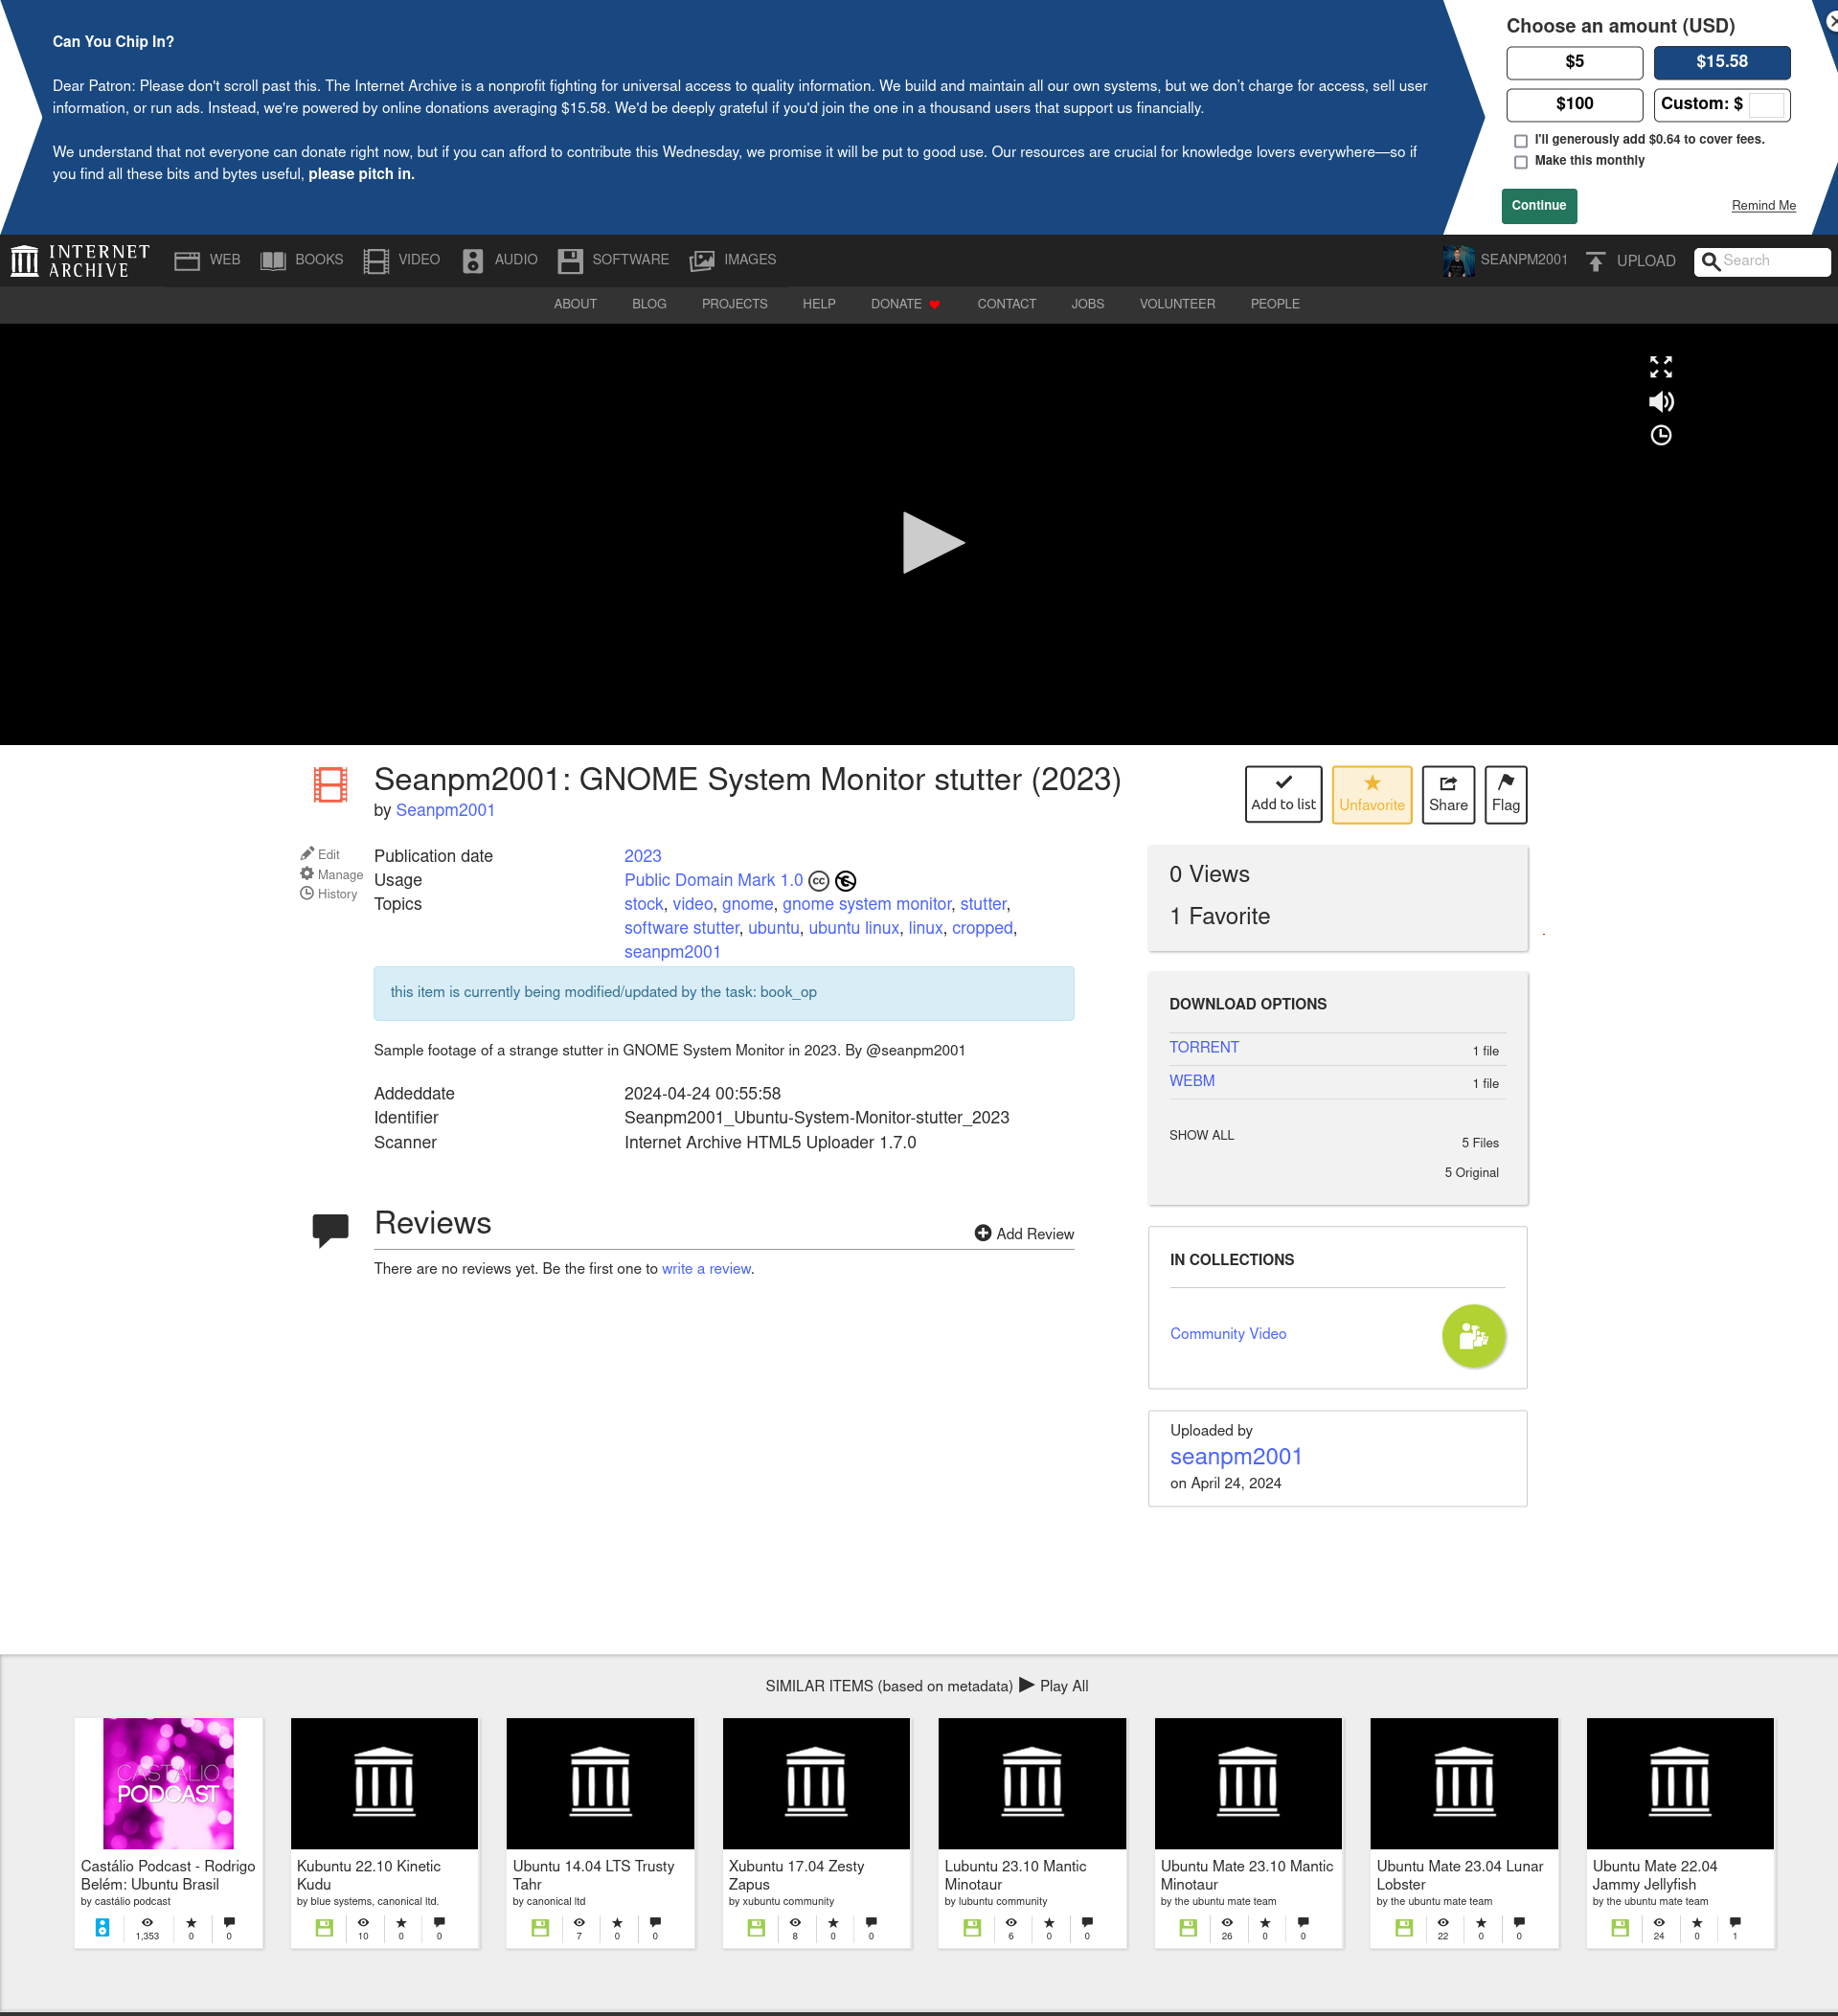 Can You Chip In?
Dear Patron: Please don't scroll past this. The Internet Archive is a nonprofit fighting for universal access to quality information. We build and maintain all our own systems, but we don't charge for access, sell user
information, or run ads. Instead, we're powered by online donations averaging $15.58. We'd be deeply grateful if you'd join the one in a thousand users that support us financially.
We understand that not everyone can donate right now, but if you can afford to contribute this Wednesday, we promise it will be put to good use. Our resources are crucial for knowledge lovers everywhere—so if
you find all these bits and bytes useful, please pitch in.
Choose an amount (USD)
$5 $15.58
$100 Custom: $
I'll generously add $0.64 to cover fees.
Make this monthly
Continue Remind Me
INTERNET
ARCHIVE
WEB BOOKS VIDEO AUDIO SOFTWARE IMAGES SEANPM2001 UPLOAD Search
ABOUT BLOG PROJECTS HELP DONATE CONTACT JOBS VOLUNTEER PEOPLE
Seanpm2001: GNOME System Monitor stutter (2023)
by Seanpm2001
Add to list Unfavorite Share Flag
Edit
Manage
History
Publication date 2023
Usage Public Domain Mark 1.0 cc
Topics stock, video, gnome, gnome system monitor, stutter,
software stutter, ubuntu, ubuntu linux, linux, cropped,
seanpm2001
this item is currently being modified/updated by the task: book_op
Sample footage of a strange stutter in GNOME System Monitor in 2023. By @seanpm2001
Addeddate 2024-04-24 00:55:58
Identifier Seanpm2001_Ubuntu-System-Monitor-stutter_2023
Scanner Internet Archive HTML5 Uploader 1.7.0
Reviews
Add Review
There are no reviews yet. Be the first one to write a review.
0 Views
1 Favorite
DOWNLOAD OPTIONS
TORRENT 1 file
WEBM 1 file
SHOW ALL 5 Files
5 Original
IN COLLECTIONS
Community Video
Uploaded by
seanpm2001
on April 24, 2024
SIMILAR ITEMS (based on metadata) Play All
CASTALIO
PODCAST
Castálio Podcast - Rodrigo
Belém: Ubuntu Brasil
by castálio podcast
1,353 0 0
Kubuntu 22.10 Kinetic
Kudu
by blue systems, canonical ltd.
10 0 0
Ubuntu 14.04 LTS Trusty
Tahr
by canonical ltd
7 0 0
Xubuntu 17.04 Zesty
Zapus
by xubuntu community
8 0 0
Lubuntu 23.10 Mantic
Minotaur
by lubuntu community
6 0 0
Ubuntu Mate 23.10 Mantic
Minotaur
by the ubuntu mate team
26 0 0
Ubuntu Mate 23.04 Lunar
Lobster
by the ubuntu mate team
22 0 0
Ubuntu Mate 22.04
Jammy Jellyfish
by the ubuntu mate team
24 0 1